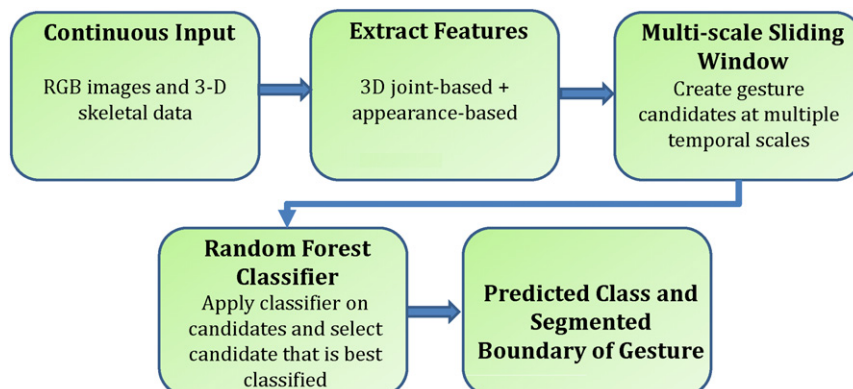 Continuous Input
RGB images and 3-D
skeletal data
Extract Features
3D joint-based +
appearance-based
Multi-scale Sliding
Window
Create gesture
candidates at multiple
temporal scales
Random Forest
Classifier
Apply classifier on
candidates and select
candidate that is best
classified
Predicted Class and
Segmented
Boundary of Gesture